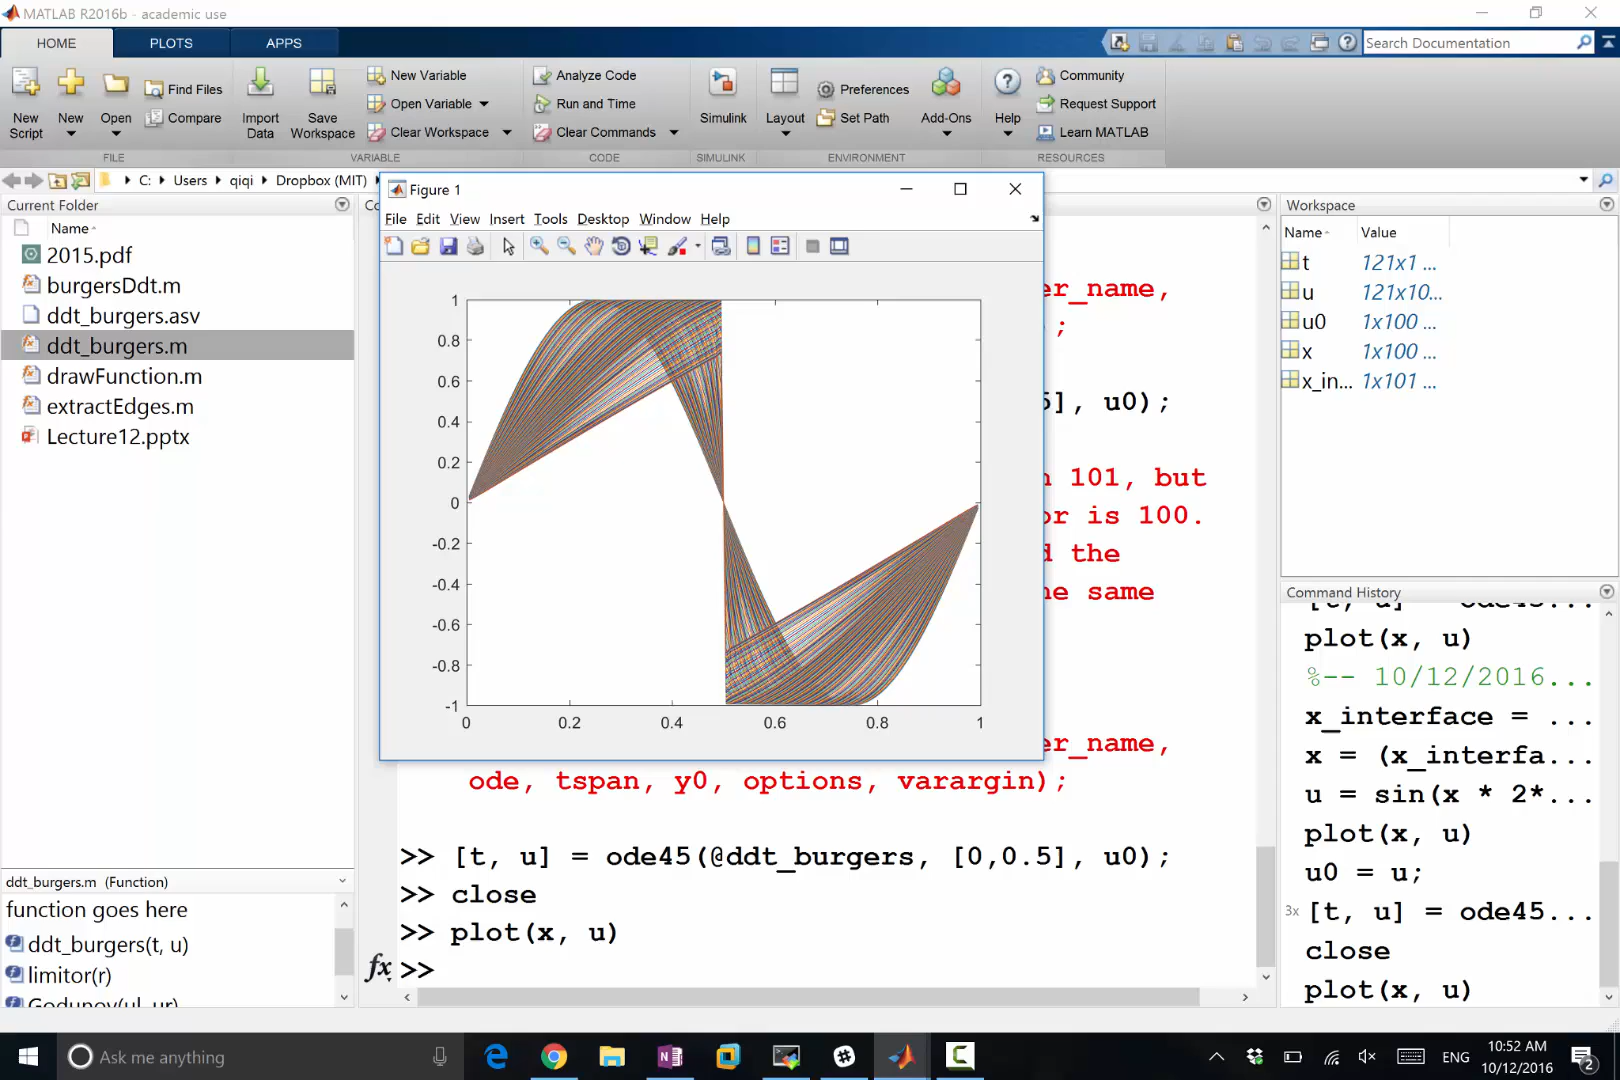 MATLAB R2016b - academic use
HOME PLOTS APPS
Search Documentation
New Script
New
Open
Find Files
Compare
FILE
Import Data
Save Workspace
New Variable
Open Variable
Clear Workspace
VARIABLE
Analyze Code
Run and Time
Clear Commands
CODE
Simulink
SIMULINK
Layout
Preferences
Set Path
Add-Ons
ENVIRONMENT
Help
Community
Request Support
Learn MATLAB
RESOURCES
C: Users qiqi Dropbox (MIT)
Current Folder
Name
2015.pdf
burgersDdt.m
ddt_burgers.asv
ddt_burgers.m
drawFunction.m
extractEdges.m
Lecture12.pptx
ddt_burgers.m (Function)
function goes here
ddt_burgers(t, u)
limitor(r)
Godunov(ul, ur)
Co
Figure 1
File Edit View Insert Tools Desktop Window Help
1
0.8
0.6
0.4
0.2
0
-0.2
-0.4
-0.6
-0.8
-1
0 0.2 0.4 0.6 0.8 1
er_name,
;
5], u0);
n 101, but
or is 100.
d the
he same
er_name,
ode, tspan, y0, options, varargin);
>> [t, u] = ode45(@ddt_burgers, [0,0.5], u0);
>> close
>> plot(x, u)
fx >>
Workspace
Name Value
t 121x1 ...
u 121x10...
u0 1x100 ...
x 1x100 ...
x_in... 1x101 ...
Command History
[t, u] = ode45...
plot(x, u)
%-- 10/12/2016...
x_interface = ...
x = (x_interfa...
u = sin(x * 2*...
plot(x, u)
u0 = u;
3x [t, u] = ode45...
close
plot(x, u)
Ask me anything
ENG
10:52 AM
10/12/2016
2